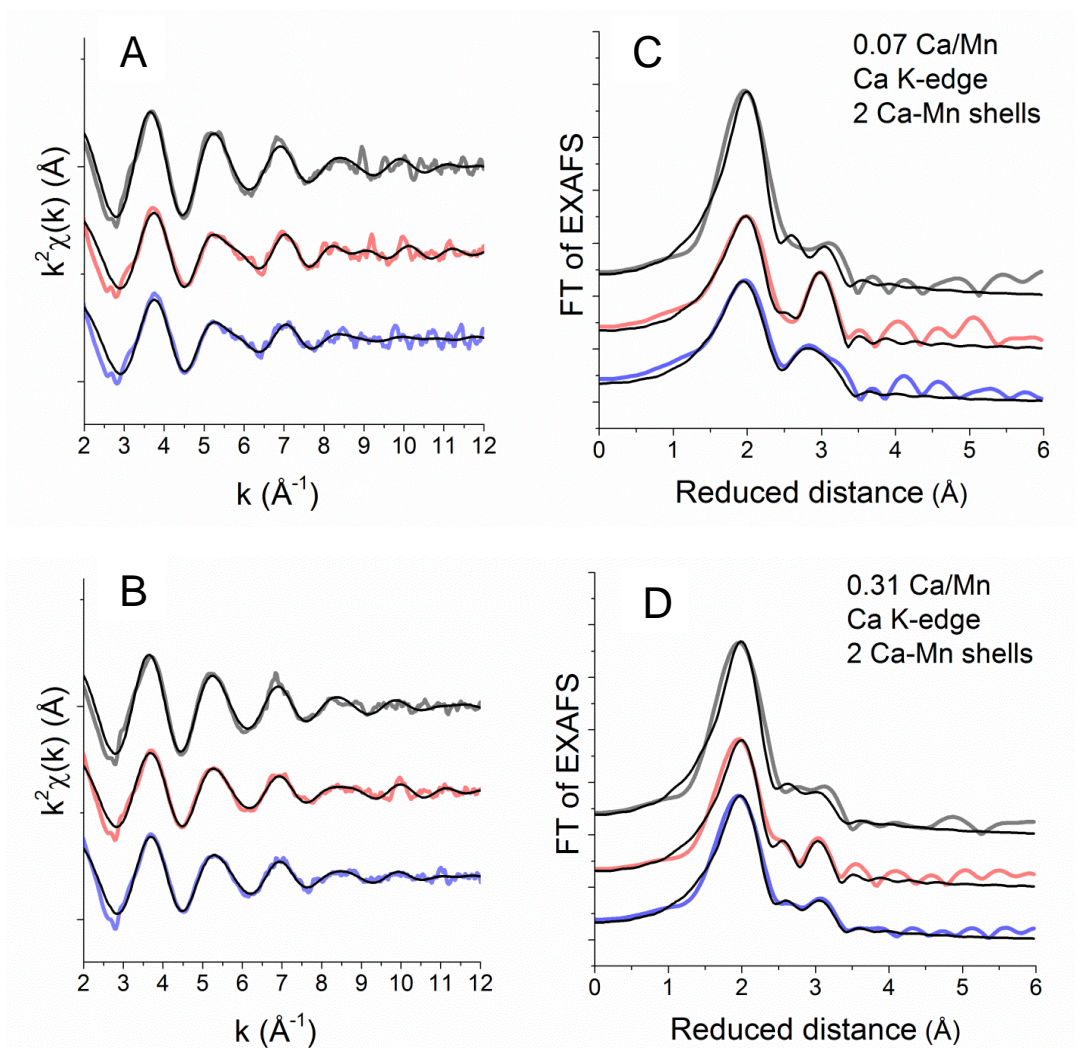 A
k²χ(k) (Å)
2 3 4 5 6 7 8 9 10 11 12
k (Å⁻¹)
C
0.07 Ca/Mn
Ca K-edge
2 Ca-Mn shells
FT of EXAFS
0 1 2 3 4 5 6
Reduced distance (Å)
B
k²χ(k) (Å)
2 3 4 5 6 7 8 9 10 11 12
k (Å⁻¹)
D
0.31 Ca/Mn
Ca K-edge
2 Ca-Mn shells
FT of EXAFS
0 1 2 3 4 5 6
Reduced distance (Å)